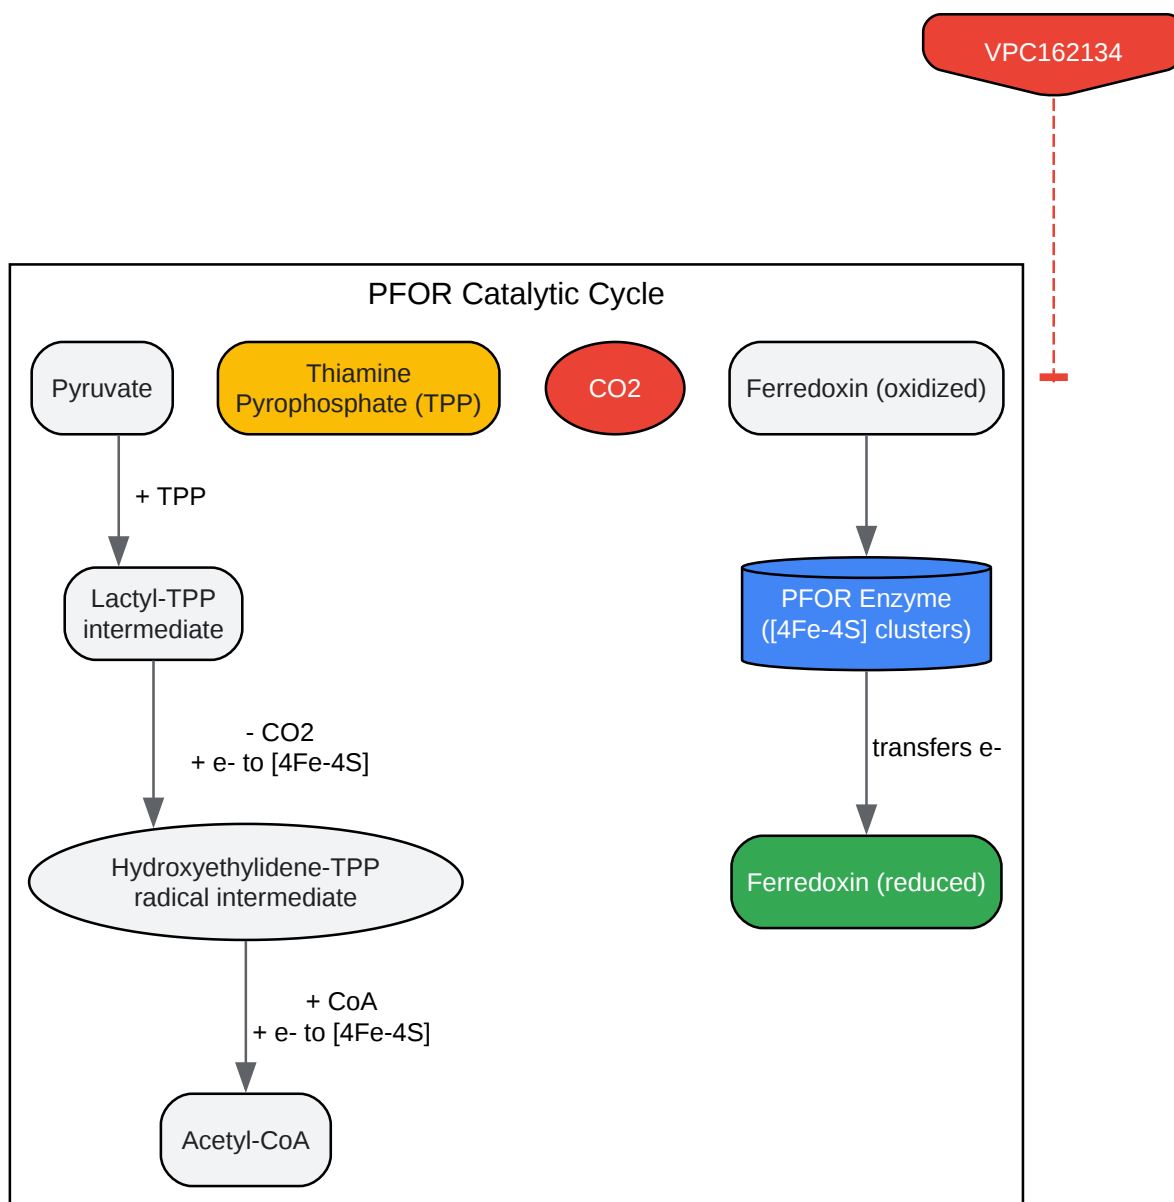 VPC162134
PFOR Catalytic Cycle
Pyruvate
Thiamine
Pyrophosphate (TPP)
CO2
Ferredoxin (oxidized)
+ TPP
Lactyl-TPP
intermediate
PFOR Enzyme
([4Fe-4S] clusters)
- CO2
+ e- to [4Fe-4S]
transfers e-
Hydroxyethylidene-TPP
radical intermediate
Ferredoxin (reduced)
+ CoA
+ e- to [4Fe-4S]
Acetyl-CoA